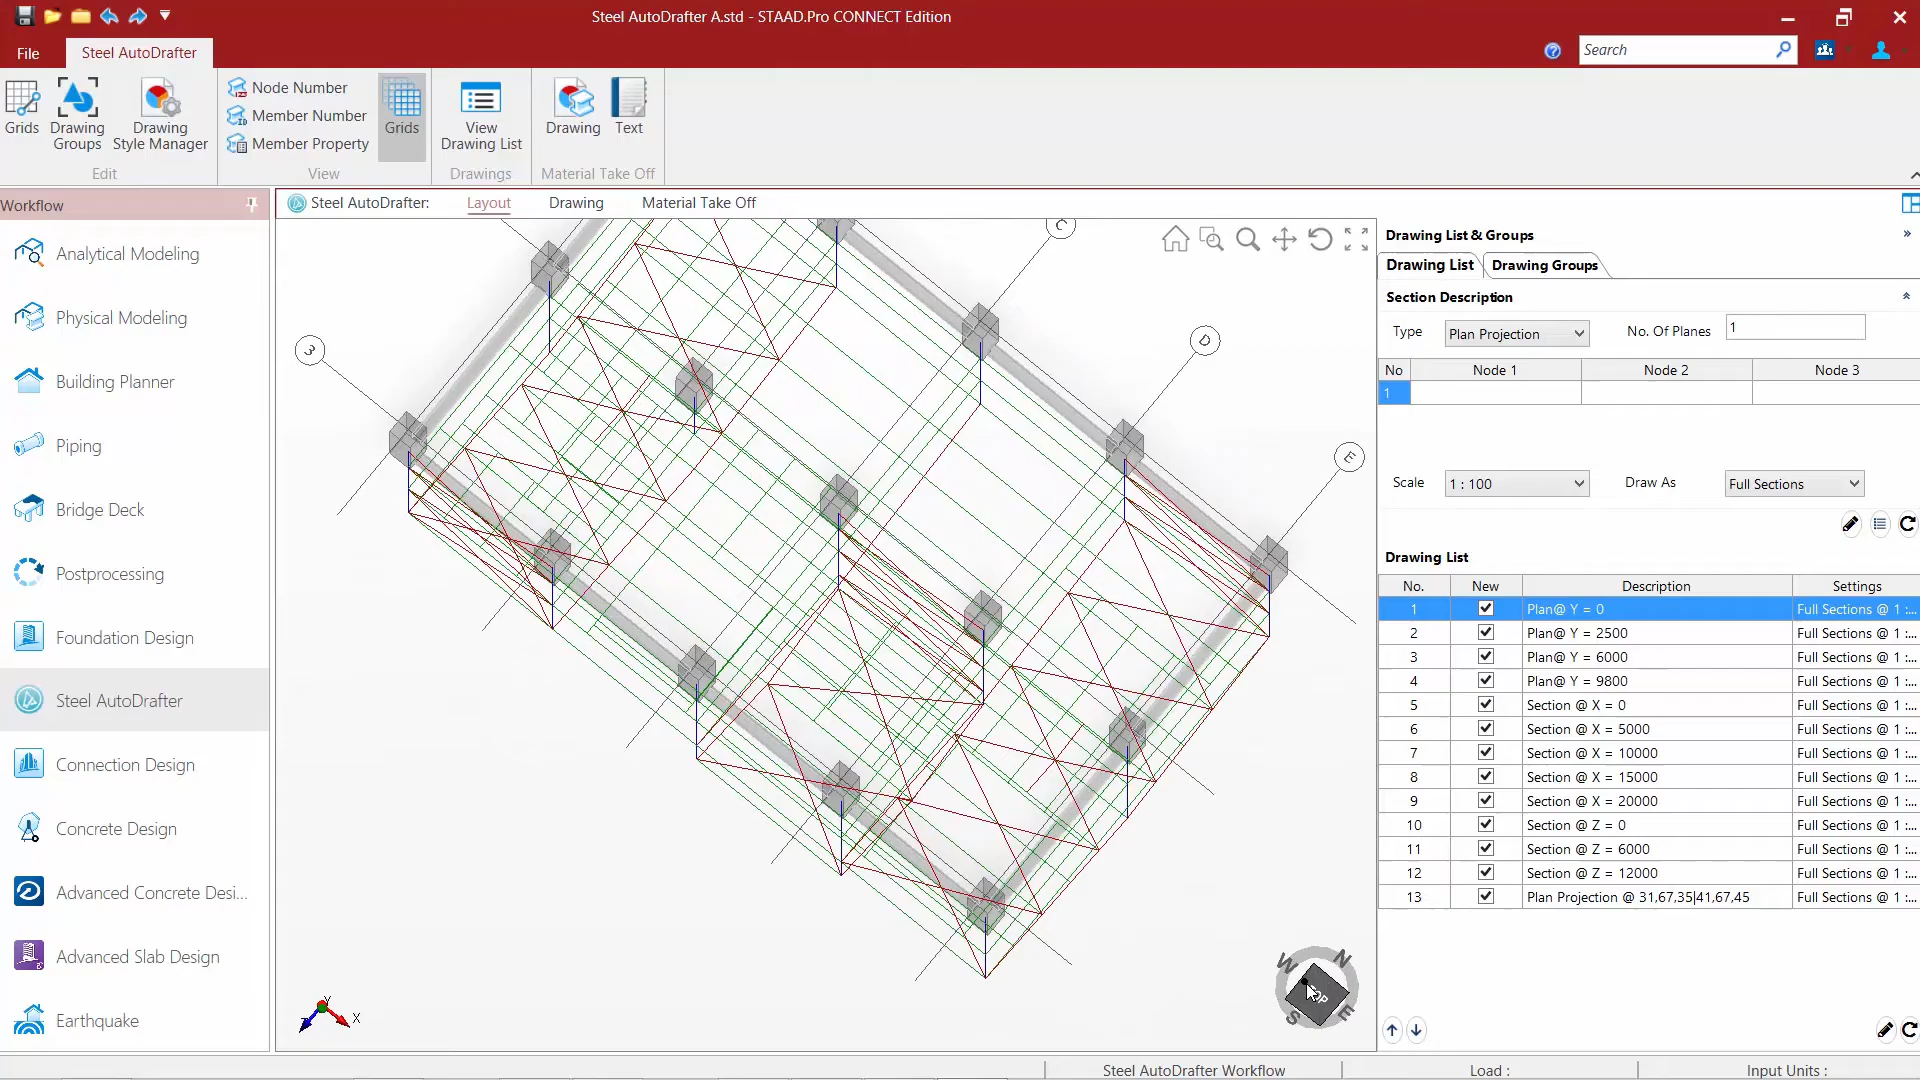 Steel AutoDrafter A.std - STAAD.Pro CONNECT Edition
File
Steel AutoDrafter
Search
Grids
Drawing Groups
Drawing Style Manager
Edit
Node Number
Member Number
Member Property
Grids
View
View Drawing List
Drawings
Drawing
Text
Material Take Off
Workflow
Analytical Modeling
Physical Modeling
Building Planner
Piping
Bridge Deck
Postprocessing
Foundation Design
Steel AutoDrafter
Connection Design
Concrete Design
Advanced Concrete Desi...
Advanced Slab Design
Earthquake
Steel AutoDrafter:
Layout
Drawing
Material Take Off
C
D
E
3
Y
X
Z
W
N
S
E
TOP
Drawing List & Groups
»
Drawing List
Drawing Groups
Section Description
Type
Plan Projection
No. Of Planes
1
No
Node 1
Node 2
Node 3
1
Scale
1 : 100
Draw As
Full Sections
Drawing List
No.
New
Description
Settings
1 Plan@ Y = 0 Full Sections @ 1 :...
2 Plan@ Y = 2500 Full Sections @ 1 :...
3 Plan@ Y = 6000 Full Sections @ 1 :...
4 Plan@ Y = 9800 Full Sections @ 1 :...
5 Section @ X = 0 Full Sections @ 1 :...
6 Section @ X = 5000 Full Sections @ 1 :...
7 Section @ X = 10000 Full Sections @ 1 :...
8 Section @ X = 15000 Full Sections @ 1 :...
9 Section @ X = 20000 Full Sections @ 1 :...
10 Section @ Z = 0 Full Sections @ 1 :...
11 Section @ Z = 6000 Full Sections @ 1 :...
12 Section @ Z = 12000 Full Sections @ 1 :...
13 Plan Projection @ 31,67,35|41,67,45 Full Sections @ 1 :...
Steel AutoDrafter Workflow
Load :
Input Units :